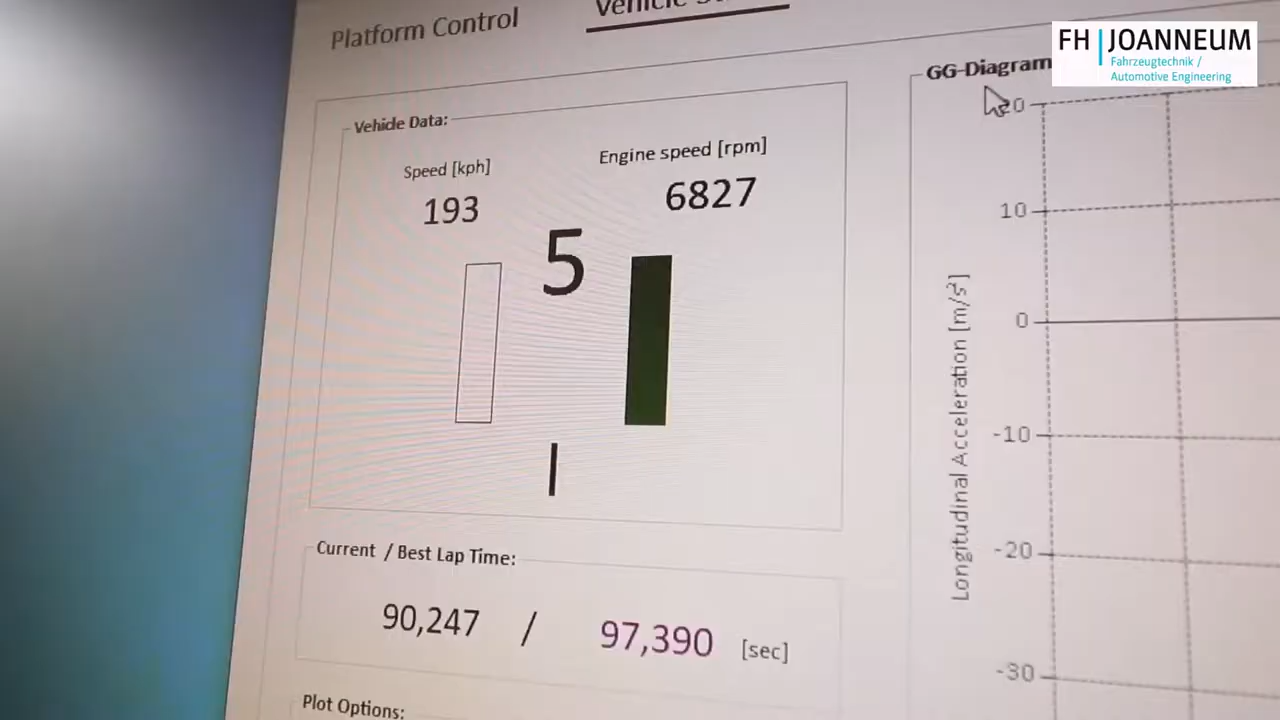 Platform Control
FH JOANNEUM
Fahrzeugtechnik /
Automotive Engineering
GG-Diagram
Vehicle Data:
Speed [kph]
Engine speed [rpm]
193
6827
5
10
0
-10
-20
-30
Longitudinal Acceleration [m/s²]
Current / Best Lap Time:
90,247 / 97,390 [sec]
Plot Options: